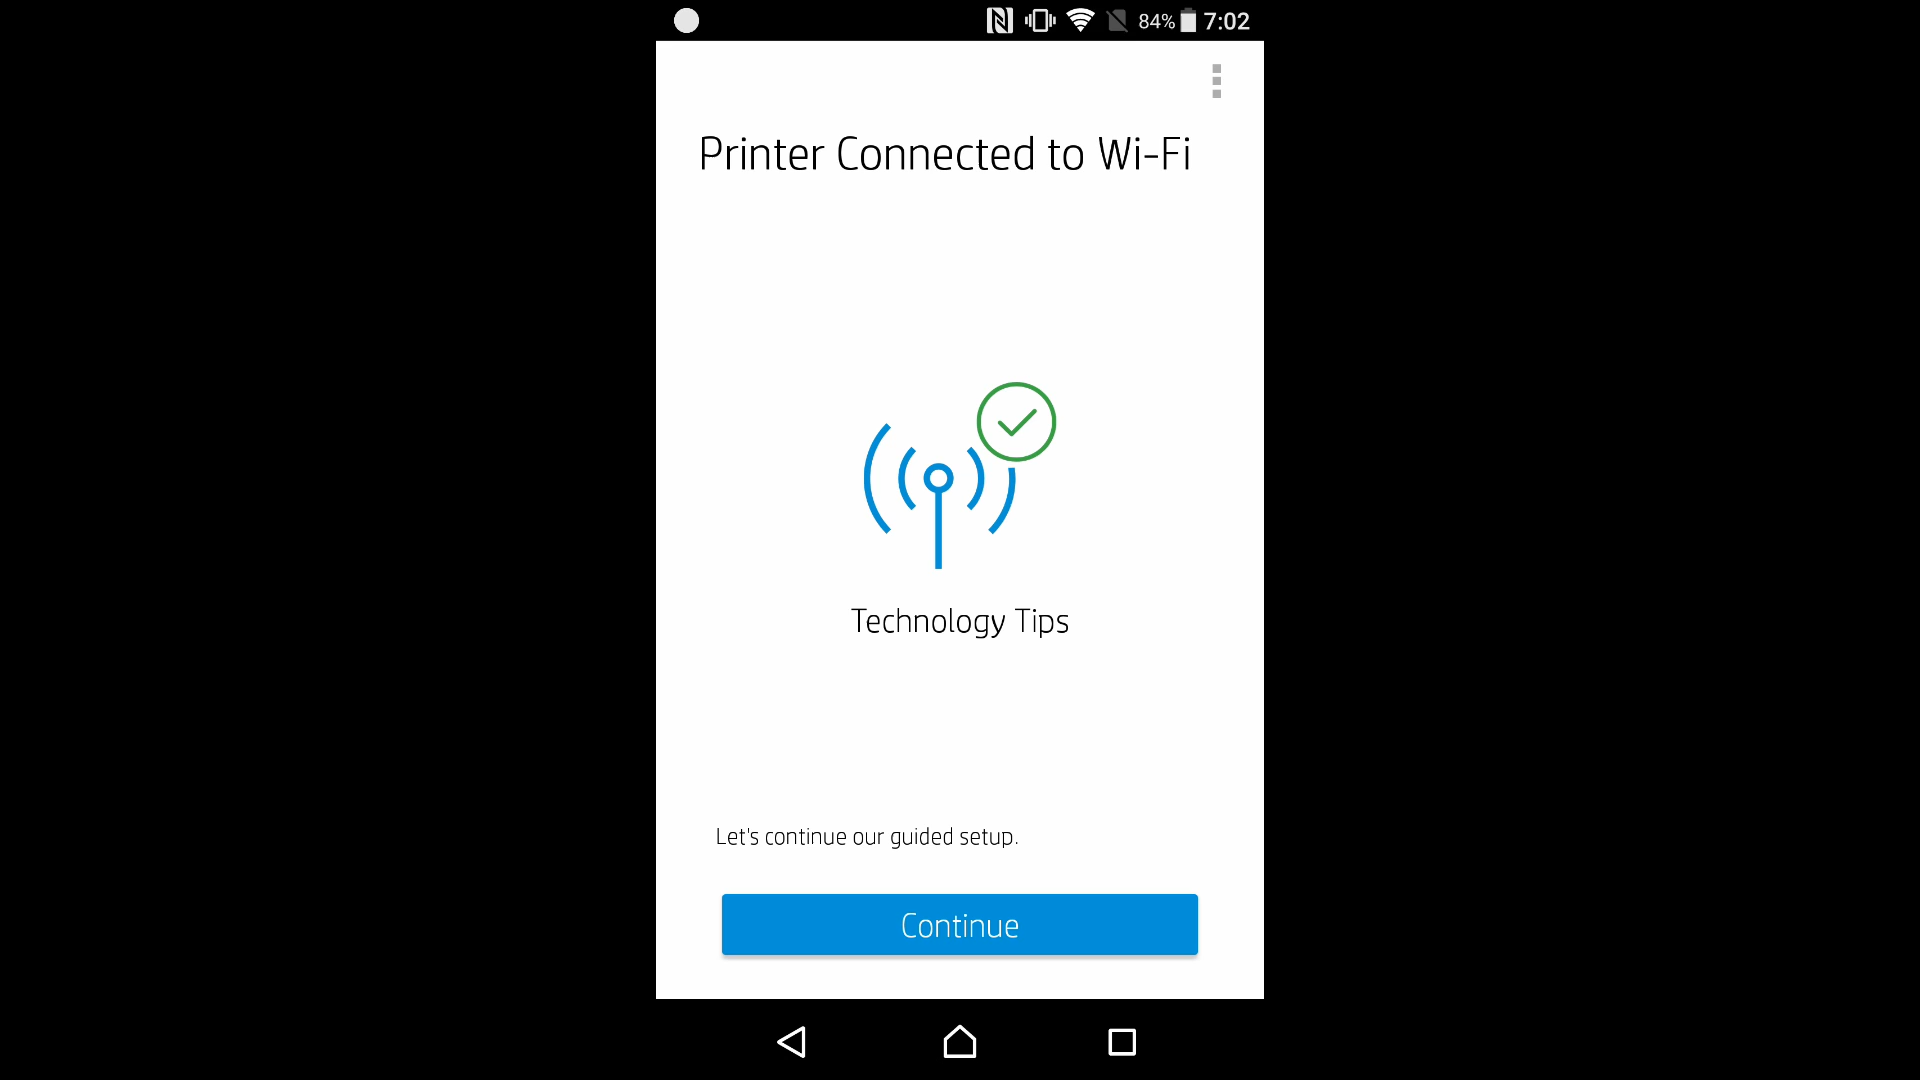 84% 7:02
Printer Connected to Wi-Fi
Technology Tips
Let's continue our guided setup.
Continue